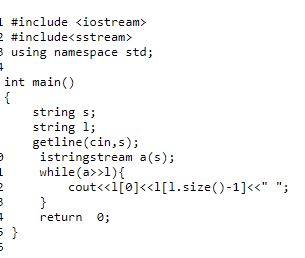 1 #include <iostream>
2 #include<sstream>
3 using namespace std;
4
int main()
{
string s;
string l;
getline(cin,s);
0 istringstream a(s);
1 while(a>>l){
2 cout<<l[0]<<l[l.size()-1]<<" ";
3 }
4 return 0;
5 }
6